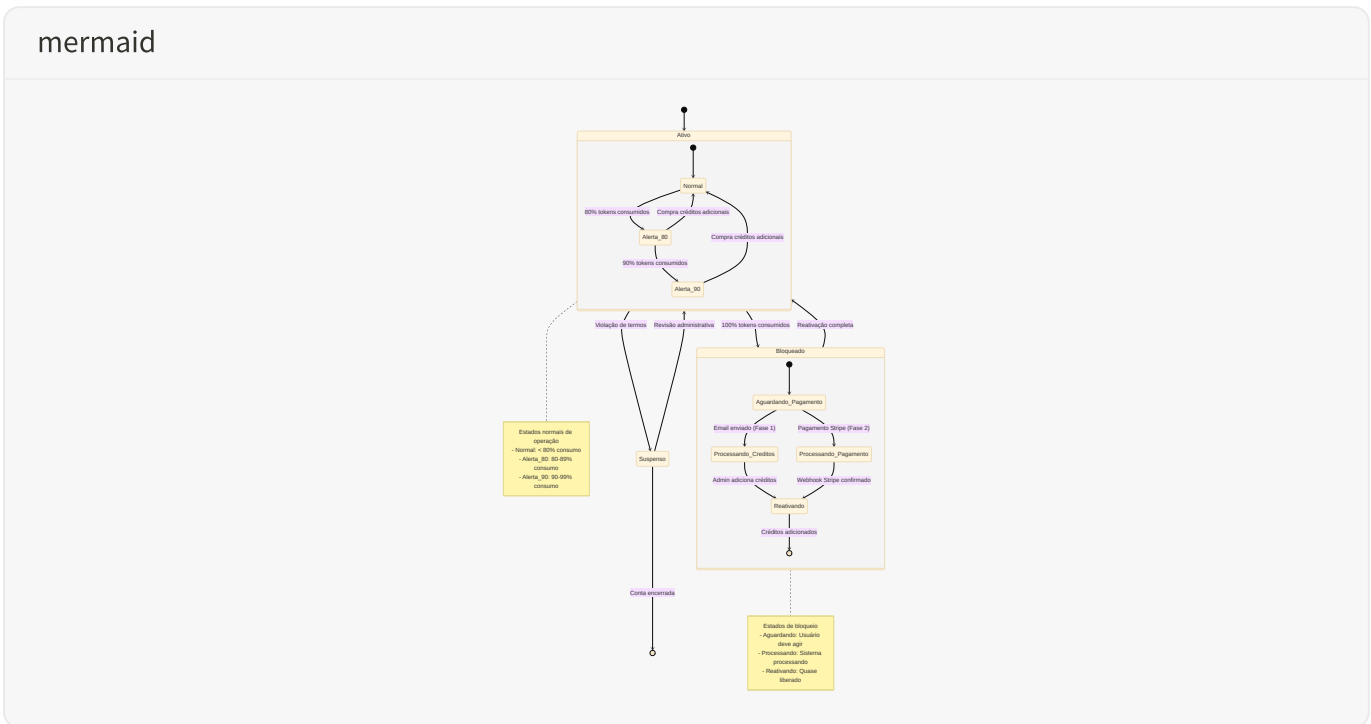 mermaid
Ativo
Normal
80% tokens consumidos
Compra créditos adicionais
Alerta_80
Compra créditos adicionais
90% tokens consumidos
Alerta_90
Violação de termos
Revisão administrativa
100% tokens consumidos
Reativação completa
Bloqueado
Aguardando_Pagamento
Email enviado (Fase 1)
Pagamento Stripe (Fase 2)
Estados normais de
operação
- Normal: < 80% consumo
- Alerta_80: 80-89%
consumo
- Alerta_90: 90-99%
consumo
Suspenso
Processando_Creditos
Processando_Pagamento
Admin adiciona créditos
Webhook Stripe confirmado
Reativando
Créditos adicionados
Conta encerrada
Estados de bloqueio
- Aguardando: Usuário
deve agir
- Processando: Sistema
processando
- Reativando: Quase
liberado